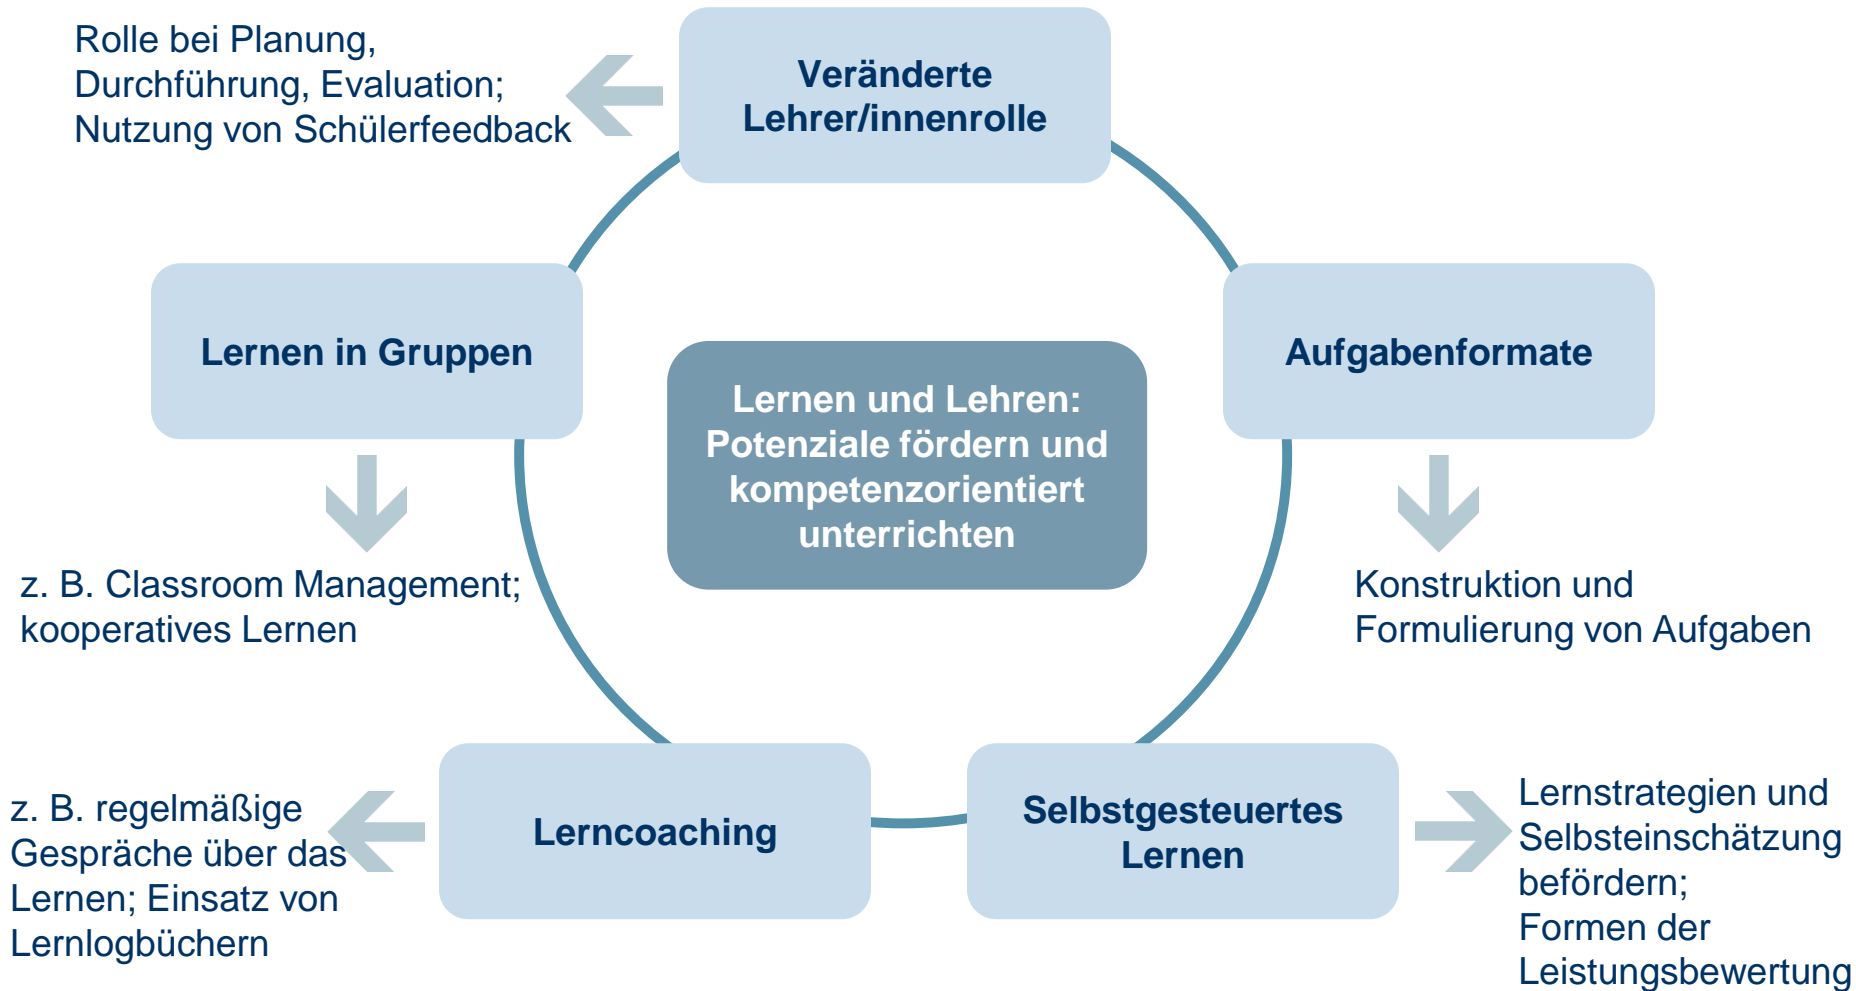 Rolle bei Planung,
Durchführung, Evaluation;
Nutzung von Schülerfeedback
Veränderte
Lehrer/innenrolle
Lernen in Gruppen
Aufgabenformate
Lernen und Lehren:
Potenziale fördern und
kompetenzorientiert
unterrichten
z. B. Classroom Management;
kooperatives Lernen
Konstruktion und
Formulierung von Aufgaben
z. B. regelmäßige
Gespräche über das
Lernen; Einsatz von
Lernlogbüchern
Lerncoaching
Selbstgesteuertes
Lernen
Lernstrategien und
Selbsteinschätzung
befördern;
Formen der
Leistungsbewertung